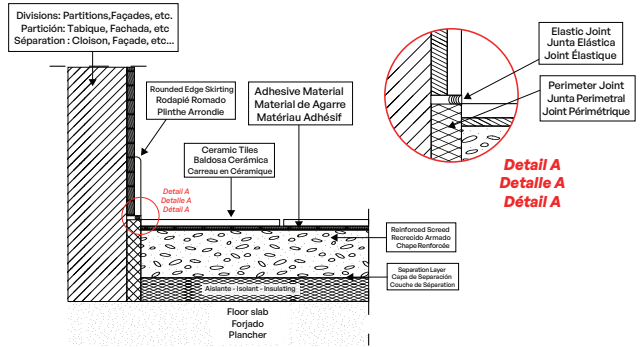 Divisions: Partitions,Façades, etc.
Partición: Tabique, Fachada, etc
Séparation : Cloison, Façade, etc...
Rounded Edge Skirting
Rodapié Romado
Plinthe Arrondie
Adhesive Material
Material de Agarre
Matériau Adhésif
Ceramic Tiles
Baldosa Cerámica
Carreau en Céramique
Elastic Joint
Junta Elástica
Joint Élastique
Perimeter Joint
Junta Perimetral
Joint Périmétrique
Detail A
Detalle A
Détail A
Detail A
Detalle A
Détail A
Reinforced Screed
Recrecido Armado
Chape Renforcée
Separation Layer
Capa de Separación
Couche de Séparation
Aislante - Isolant - Insulating
Floor slab
Forjado
Plancher